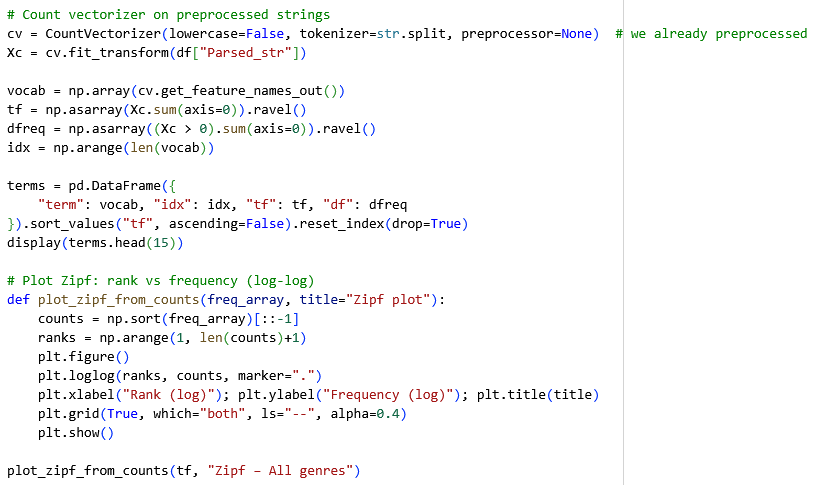 # Count vectorizer on preprocessed strings
cv = CountVectorizer(lowercase=False, tokenizer=str.split, preprocessor=None)  # we already preprocessed
Xc = cv.fit_transform(df["Parsed_str"])

vocab = np.array(cv.get_feature_names_out())
tf = np.asarray(Xc.sum(axis=0)).ravel()
dfreq = np.asarray((Xc > 0).sum(axis=0)).ravel()
idx = np.arange(len(vocab))

terms = pd.DataFrame({
    "term": vocab, "idx": idx, "tf": tf, "df": dfreq
}).sort_values("tf", ascending=False).reset_index(drop=True)
display(terms.head(15))

# Plot Zipf: rank vs frequency (log-log)
def plot_zipf_from_counts(freq_array, title="Zipf plot"):
    counts = np.sort(freq_array)[::-1]
    ranks = np.arange(1, len(counts)+1)
    plt.figure()
    plt.loglog(ranks, counts, marker=".")
    plt.xlabel("Rank (log)"); plt.ylabel("Frequency (log)"); plt.title(title)
    plt.grid(True, which="both", ls="--", alpha=0.4)
    plt.show()

plot_zipf_from_counts(tf, "Zipf – All genres")